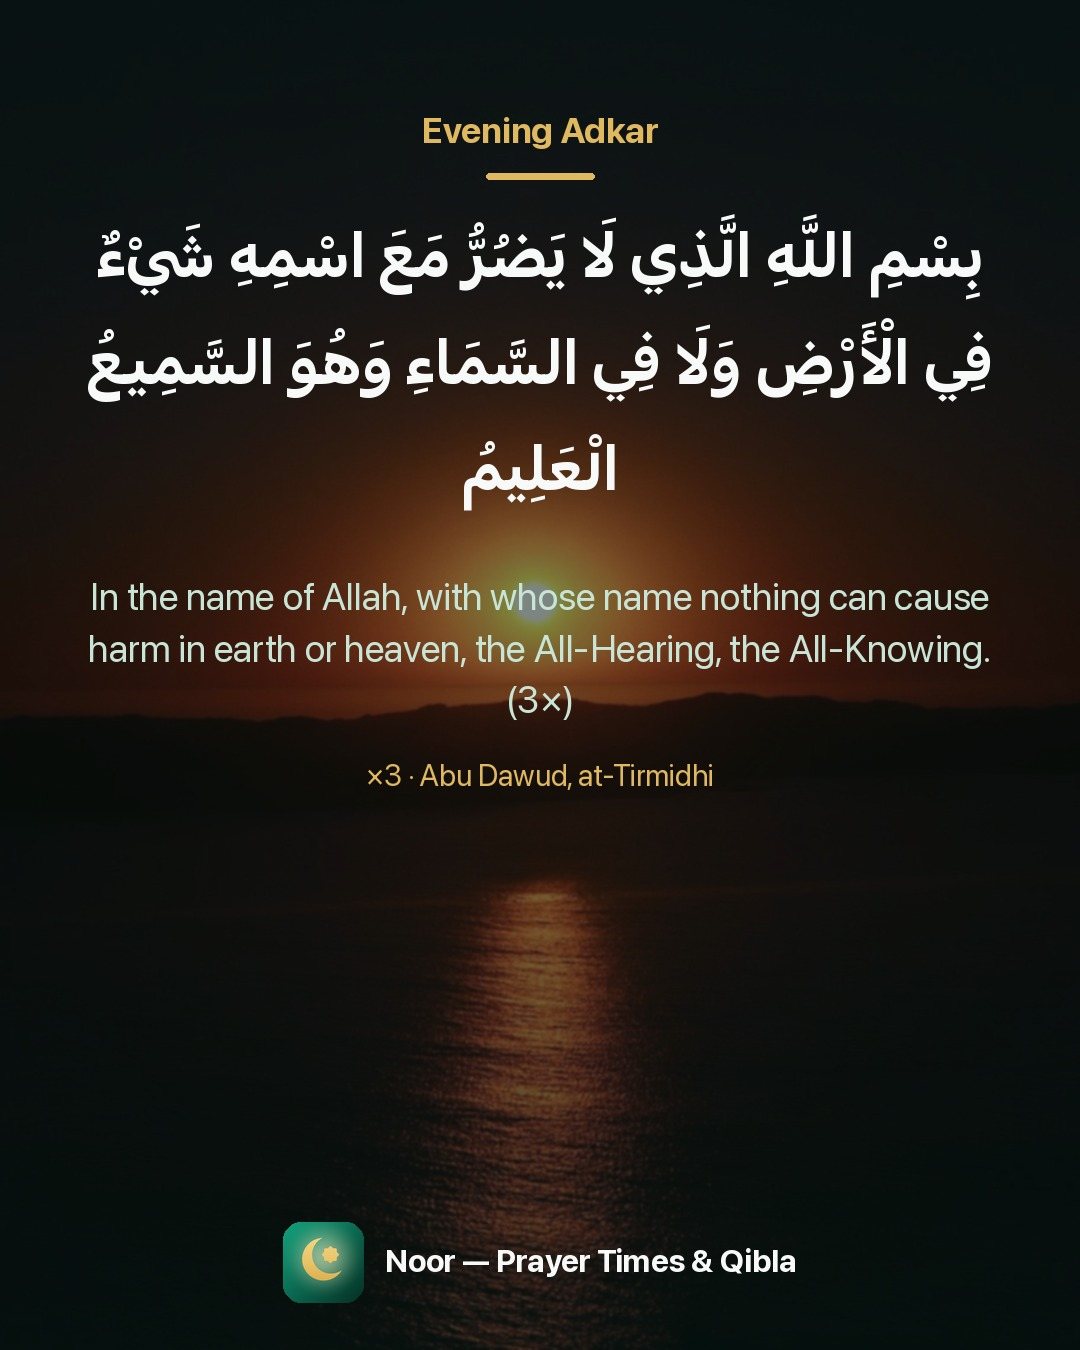 Evening Adkar
بِسْمِ اللَّهِ الَّذِي لَا يَضُرُّ مَعَ اسْمِهِ شَيْءٌ
فِي الْأَرْضِ وَلَا فِي السَّمَاءِ وَهُوَ السَّمِيعُ
الْعَلِيمُ
In the name of Allah, with whose name nothing can cause
harm in earth or heaven, the All-Hearing, the All-Knowing.
(3×)
×3 · Abu Dawud, at-Tirmidhi
Noor — Prayer Times & Qibla